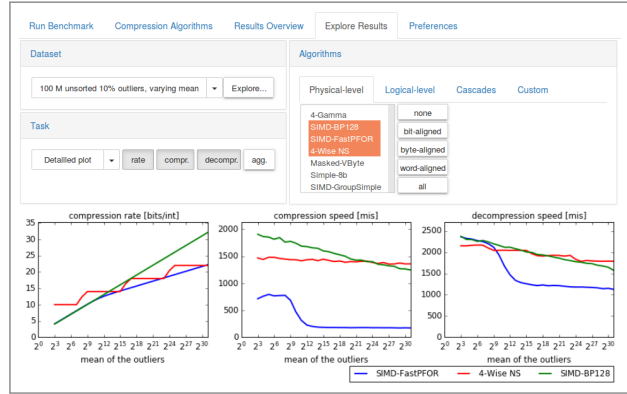 Run Benchmark Compression Algorithms Results Overview Explore Results Preferences
Dataset
100 M unsorted 10% outliers, varying mean Explore...
Task
Detailled plot rate compr. decompr. agg.
Algorithms
Physical-level Logical-level Cascades Custom
4-Gamma
SIMD-BP128
SIMD-FastPFOR
4-Wise NS
Masked-VByte
Simple-8b
SIMD-GroupSimple
none
bit-aligned
byte-aligned
word-aligned
all
compression rate [bits/int]
35
30
25
20
15
10
5
0
2^0 2^3 2^6 2^9 2^12 2^15 2^18 2^21 2^24 2^27 2^30
mean of the outliers
compression speed [mis]
2000
1500
1000
500
0
2^0 2^3 2^6 2^9 2^12 2^15 2^18 2^21 2^24 2^27 2^30
mean of the outliers
decompression speed [mis]
2500
2000
1500
1000
500
0
2^0 2^3 2^6 2^9 2^12 2^15 2^18 2^21 2^24 2^27 2^30
mean of the outliers
SIMD-FastPFOR 4-Wise NS SIMD-BP128